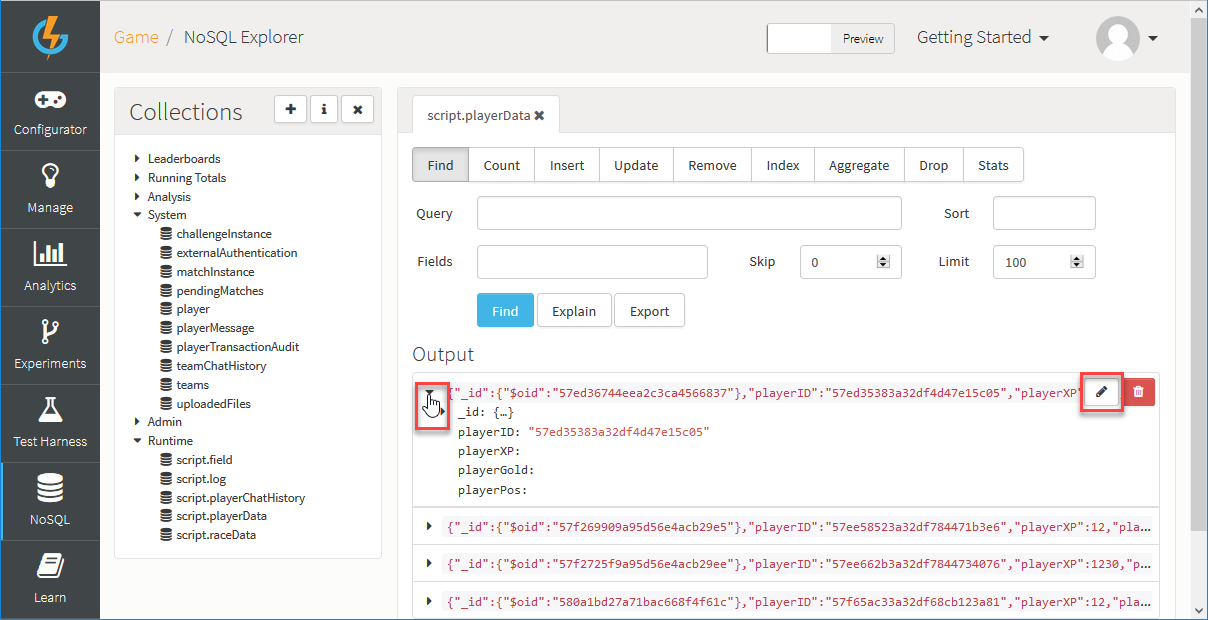 Game / NoSQL Explorer
Preview
Getting Started
Configurator
Manage
Analytics
Experiments
Test Harness
NoSQL
Learn
Collections
Leaderboards
Running Totals
Analysis
System
challengeInstance
externalAuthentication
matchInstance
pendingMatches
player
playerMessage
playerTransactionAudit
teamChatHistory
teams
uploadedFiles
Admin
Runtime
script.field
script.log
script.playerChatHistory
script.playerData
script.raceData
script.playerData
Find Count Insert Update Remove Index Aggregate Drop Stats
Query Sort
Fields Skip 0 Limit 100
Find Explain Export
Output
{"_id":{"$oid":"57ed36744eea2c3ca4566837"},"playerID":"57ed35383a32df4d47e15c05","playerXP"
_id: {…}
playerID: "57ed35383a32df4d47e15c05"
playerXP:
playerGold:
playerPos:
{"_id":{"$oid":"57f269909a95d56e4acb29e5"},"playerID":"57ee58523a32df784471b3e6","playerXP":12,"pla...
{"_id":{"$oid":"57f2725f9a95d56e4acb29ee"},"playerID":"57ee662b3a32df7844734076","playerXP":1230,"p...
{"_id":{"$oid":"580a1bd27a71bac668f4f61c"},"playerID":"57f65ac33a32df68cb123a81","playerXP":12,"pla...